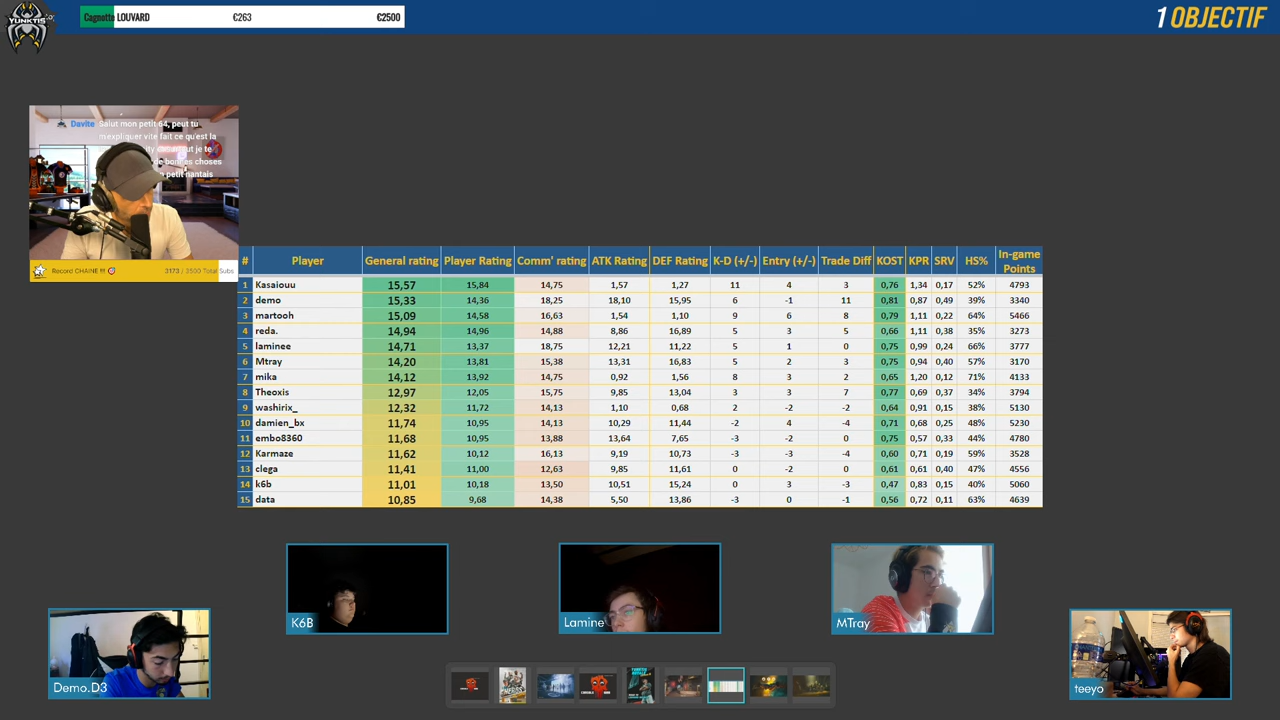 YUNKTIS
Cagnotte LOUVARD €263 €2500
1 OBJECTIF
Davite Salut mon petit 64, peut tu
m'expliquer vite fait ce qu'est la
ut je te
de bonnes choses
petit nantais
Record CHAINE !!! 3173 / 3500 Total Subs
# Player General rating Player Rating Comm' rating ATK Rating DEF Rating K-D (+/-) Entry (+/-) Trade Diff KOST KPR SRV HS% In-game Points
1 Kasaiouu 15,57 15,84 14,75 1,57 1,27 11 4 3 0,76 1,34 0,17 52% 4793
2 demo 15,33 14,36 18,25 18,10 15,95 6 -1 11 0,81 0,87 0,49 39% 3340
3 martooh 15,09 14,58 16,63 1,54 1,10 9 6 8 0,79 1,11 0,22 64% 5466
4 reda. 14,94 14,96 14,88 8,86 16,89 5 3 5 0,66 1,11 0,38 35% 3273
5 laminee 14,71 13,37 18,75 12,21 11,22 5 1 0 0,75 0,99 0,24 66% 3777
6 Mtray 14,20 13,81 15,38 13,31 16,83 5 2 3 0,75 0,94 0,40 57% 3170
7 mika 14,12 13,92 14,75 0,92 1,56 8 3 2 0,65 1,20 0,12 71% 4133
8 Theoxis 12,97 12,05 15,75 9,85 13,04 3 3 7 0,77 0,69 0,37 34% 3794
9 washirix_ 12,32 11,72 14,13 1,10 0,68 2 -2 -2 0,64 0,91 0,15 38% 5130
10 damien_bx 11,74 10,95 14,13 10,29 11,44 -2 4 -4 0,71 0,68 0,25 48% 5230
11 embo8360 11,68 10,95 13,88 13,64 7,65 -3 -2 0 0,75 0,57 0,33 44% 4780
12 Karmaze 11,62 10,12 16,13 9,19 10,73 -3 -3 -4 0,60 0,71 0,19 59% 3528
13 clega 11,41 11,00 12,63 9,85 11,61 0 -2 0 0,61 0,61 0,40 47% 4556
14 k6b 11,01 10,18 13,50 10,51 15,24 0 3 -3 0,47 0,83 0,15 40% 5060
15 data 10,85 9,68 14,38 5,50 13,86 -3 0 -1 0,56 0,72 0,11 63% 4639
K6B
Lamine
MTray
Demo.D3
teeyo